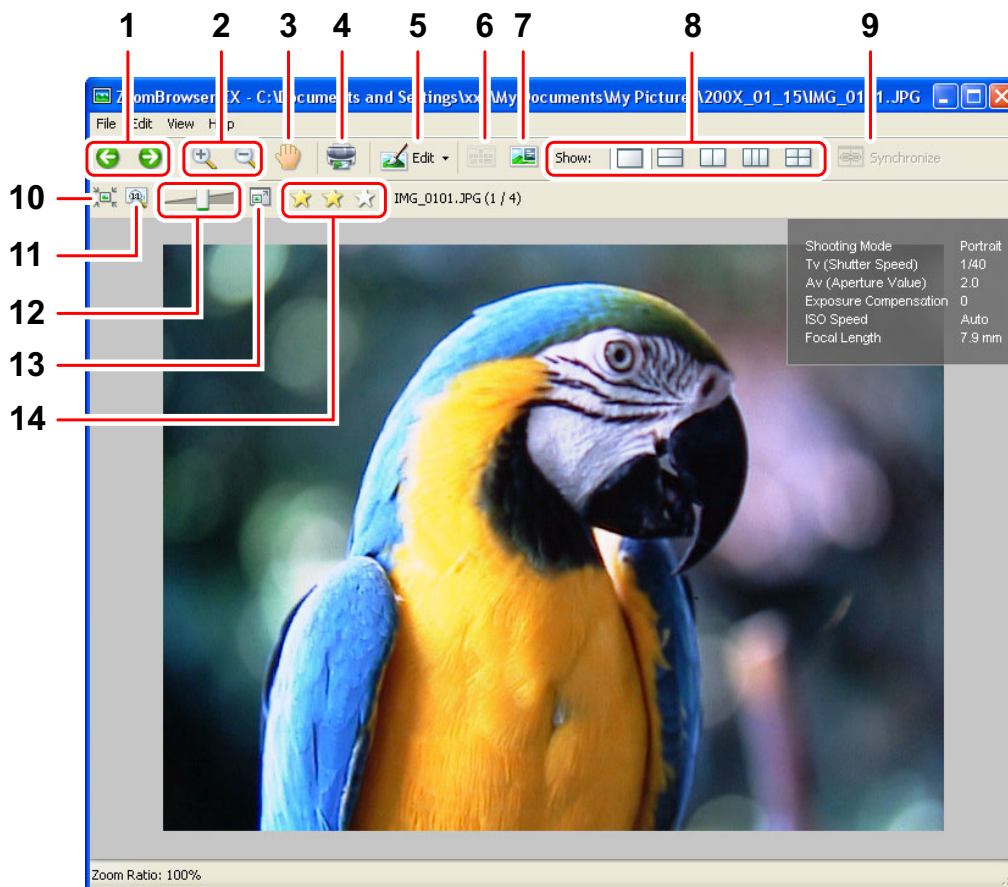 1 2 3 4 5 6 7 8 9
ZoomBrowser EX - C:\Documents and Settings\xxx\My Documents\My Pictures\200X_01_15\IMG_0101.JPG
File Edit View Help
Edit Show: Synchronize
10
IMG_0101.JPG (1 / 4)
11
12
13
14
Shooting Mode Portrait
Tv (Shutter Speed) 1/40
Av (Aperture Value) 2.0
Exposure Compensation 0
ISO Speed Auto
Focal Length 7.9 mm
Zoom Ratio: 100%